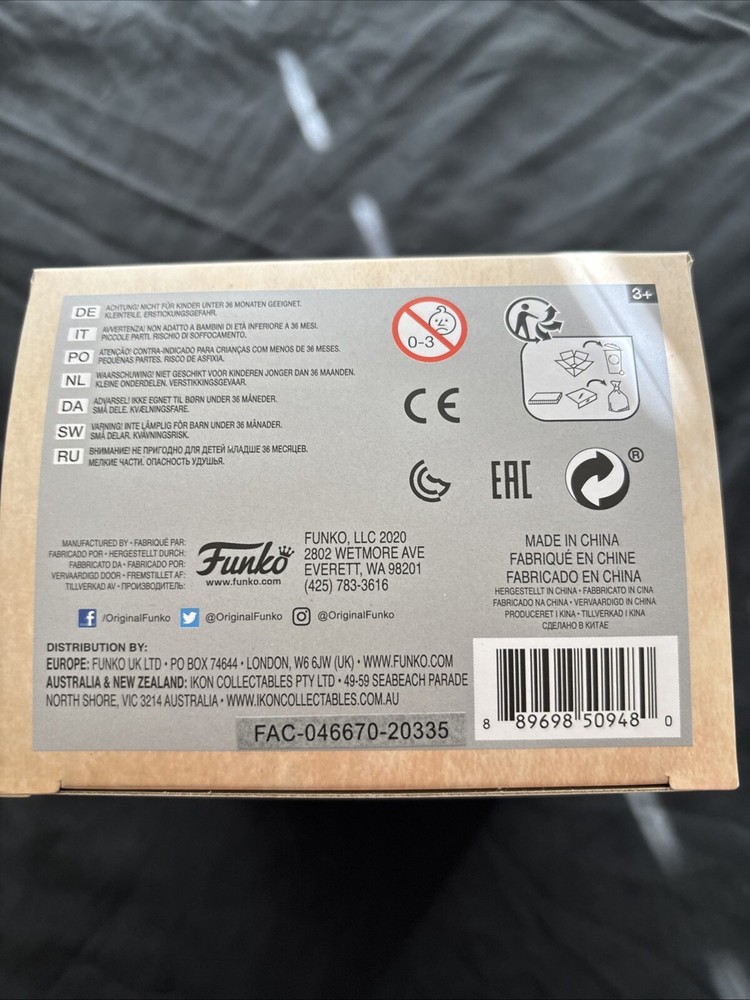 3+
DE ACHTUNG! NICHT FÜR KINDER UNTER 36 MONATEN GEEIGNET.
KLEINTEILE, ERSTICKUNGSGEFAHR.
IT AVVERTENZA! NON ADATTO A BAMBINI DI ETÀ INFERIORE A 36 MESI.
PICCOLE PARTI. RISCHIO DI SOFFOCAMENTO.
PO ATENÇÃO! CONTRA-INDICADO PARA CRIANÇAS COM MENOS DE 36 MESES.
PEQUENAS PARTES. RISCO DE ASFIXIA.
NL WAARSCHUWING! NIET GESCHIKT VOOR KINDEREN JONGER DAN 36 MAANDEN.
KLEINE ONDERDELEN. VERSTIKKINGSGEVAAR.
DA ADVARSEL! IKKE EGNET TIL BØRN UNDER 36 MÅNEDER.
SMÅ DELE. KVÆLNINGSFARE.
SW VARNING! INTE LÄMPLIG FÖR BARN UNDER 36 MÅNADER.
SMÅ DELAR. KVÄVNINGSRISK.
RU ВНИМАНИЕ! НЕ ПРИГОДНО ДЛЯ ДЕТЕЙ МЛАДШЕ 36 МЕСЯЦЕВ.
МЕЛКИЕ ЧАСТИ. ОПАСНОСТЬ УДУШЬЯ.
0-3
CE
EAC
®
MANUFACTURED BY • FABRIQUÉ PAR:
FABRICADO POR • HERGESTELLT DURCH:
FABBRICATO DA • FABRICADO POR:
VERVAARDIGD DOOR • FREMSTILLET AF:
TILLVERKAD AV • ПРОИЗВОДИТЕЛЬ:
Funko
www.funko.com
FUNKO, LLC 2020
2802 WETMORE AVE
EVERETT, WA 98201
(425) 783-3616
MADE IN CHINA
FABRIQUÉ EN CHINE
FABRICADO EN CHINA
HERGESTELLT IN CHINA • FABBRICATO IN CINA
FABRICADO NA CHINA • VERVAARDIGD IN CHINA
PRODUCERET I KINA • TILLVERKAD I KINA
СДЕЛАНО В КИТАЕ
f /OriginalFunko @OriginalFunko @OriginalFunko
DISTRIBUTION BY:
EUROPE: FUNKO UK LTD • PO BOX 74644 • LONDON, W6 6JW (UK) • WWW.FUNKO.COM
AUSTRALIA & NEW ZEALAND: IKON COLLECTABLES PTY LTD • 49-59 SEABEACH PARADE
NORTH SHORE, VIC 3214 AUSTRALIA • WWW.IKONCOLLECTABLES.COM.AU
FAC-046670-20335
8 89698 50948 0